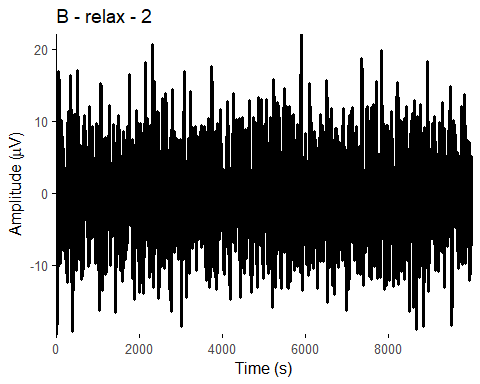 B - relax - 2
20
10
0
-10
Amplitude (μV)
0 2000 4000 6000 8000
Time (s)